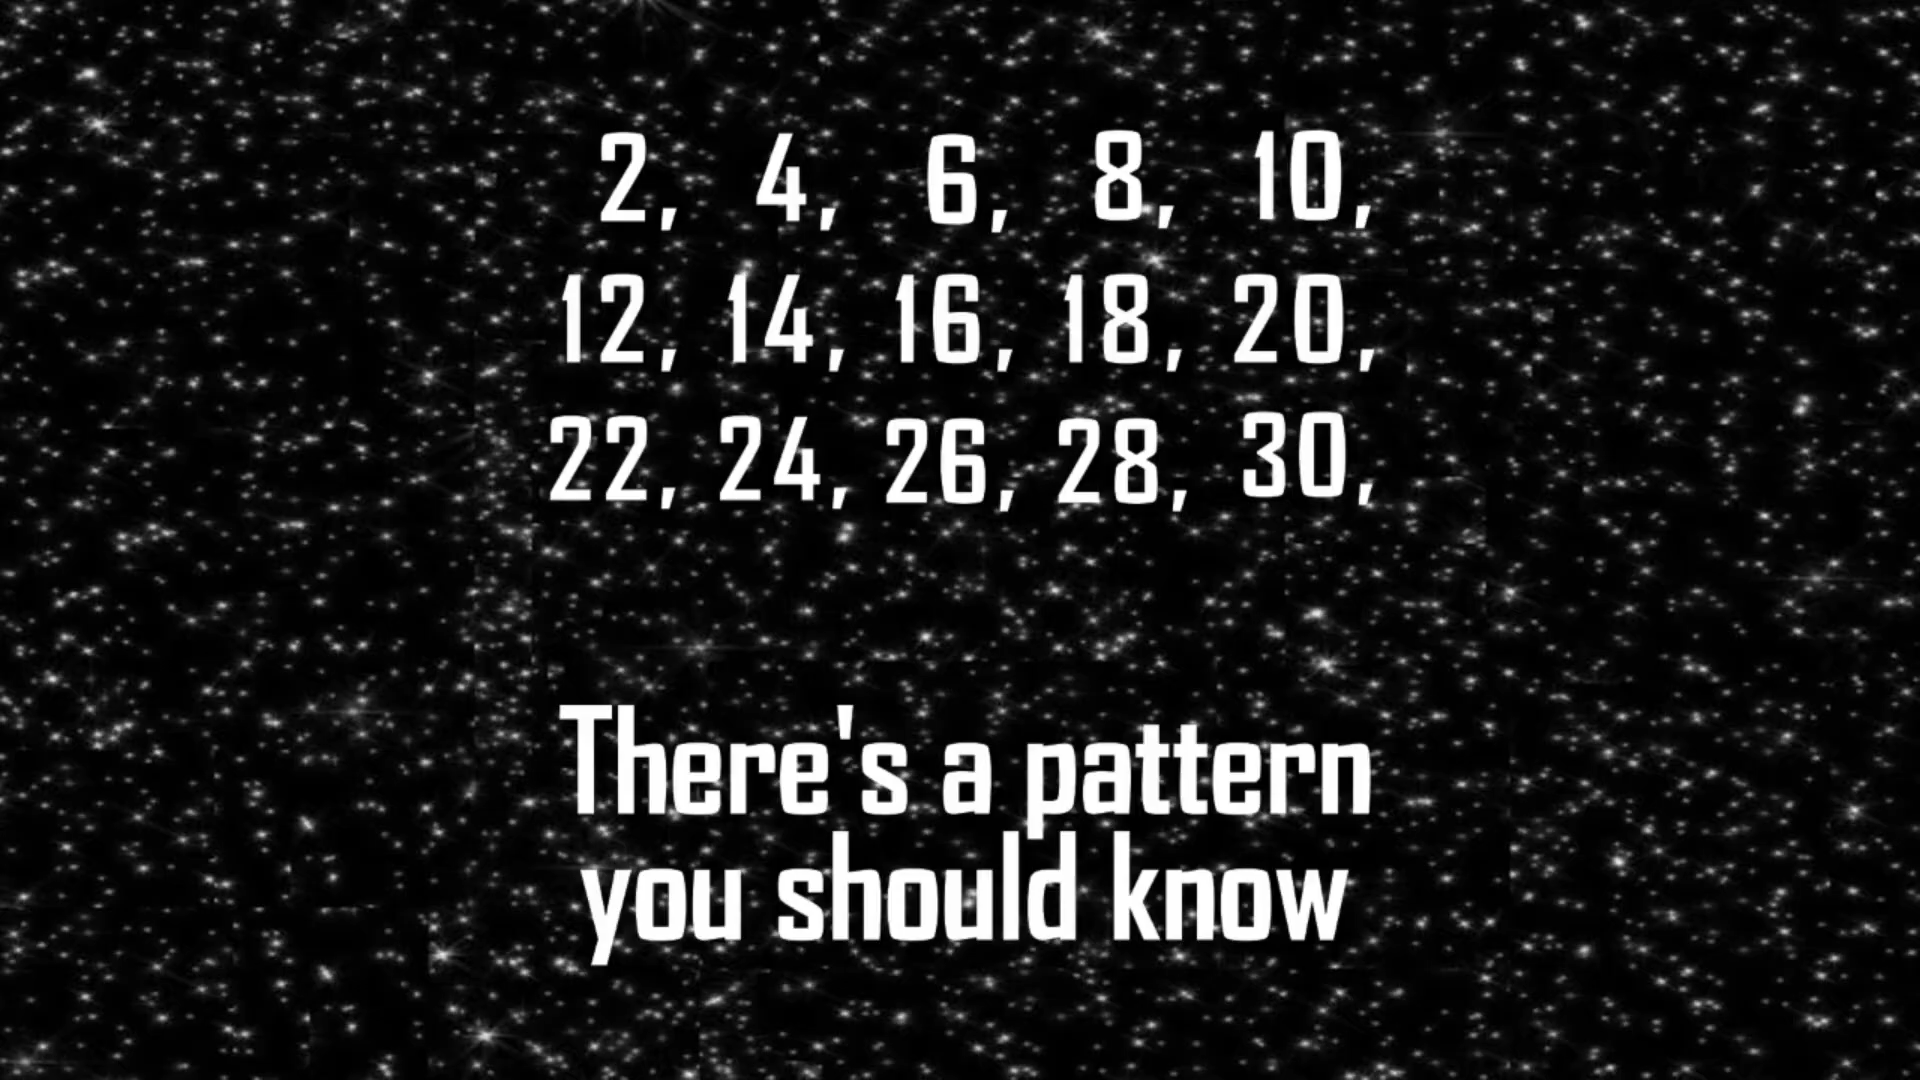 2, 4, 6, 8, 10,
12, 14, 16, 18, 20,
22, 24, 26, 28, 30,
There's a pattern
you should know